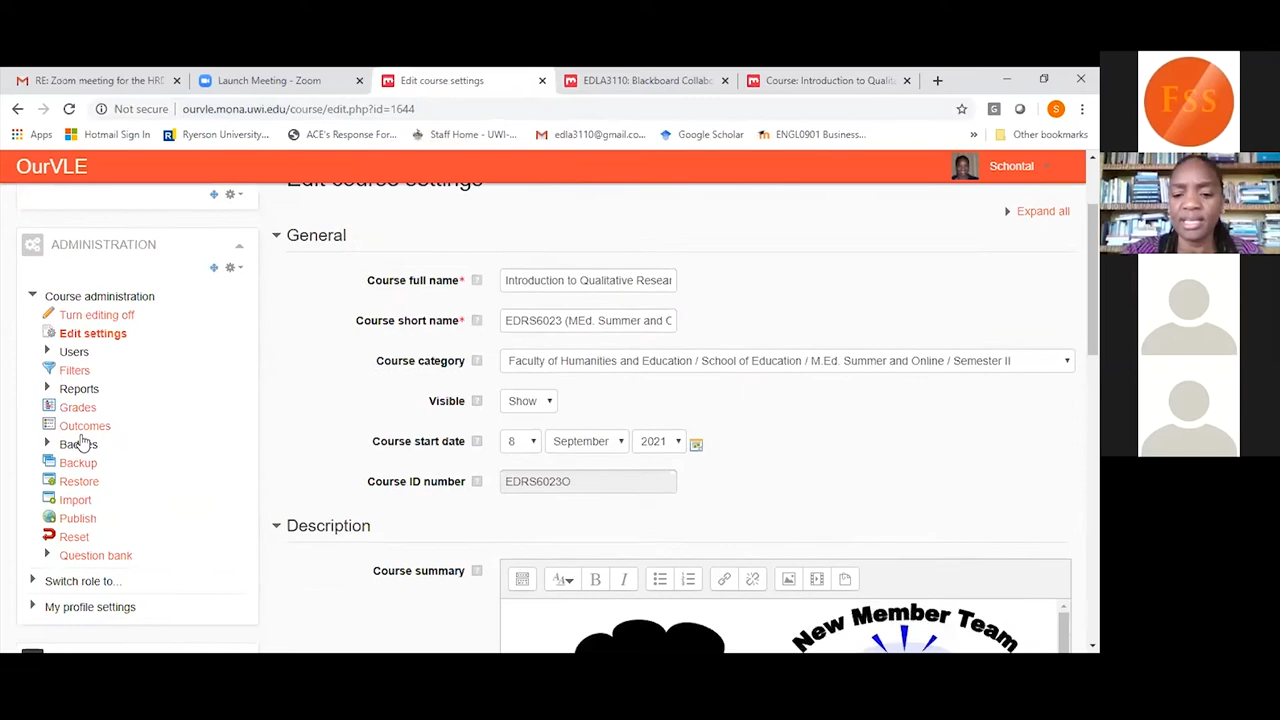 RE: Zoom meeting for the HRD
Launch Meeting - Zoom
Edit course settings
EDLA3110: Blackboard Collabo
Course: Introduction to Qualita
Not secure
ourvle.mona.uwi.edu/course/edit.php?id=1644
G
S
Apps
Hotmail Sign In
Ryerson University...
ACE's Response For...
Staff Home - UWI-...
edla3110@gmail.co...
Google Scholar
ENGL0901 Business...
»
Other bookmarks
OurVLE
Schontal
Edit course settings
Expand all
ADMINISTRATION
Course administration
Turn editing off
Edit settings
Users
Filters
Reports
Grades
Outcomes
Badges
Backup
Restore
Import
Publish
Reset
Question bank
Switch role to...
My profile settings
General
Course full name* Introduction to Qualitative Resear
Course short name* EDRS6023 (MEd. Summer and O
Course category Faculty of Humanities and Education / School of Education / M.Ed. Summer and Online / Semester II
Visible Show
Course start date 8 September 2021
Course ID number EDRS6023O
Description
Course summary
B I
New Member Team
Fss